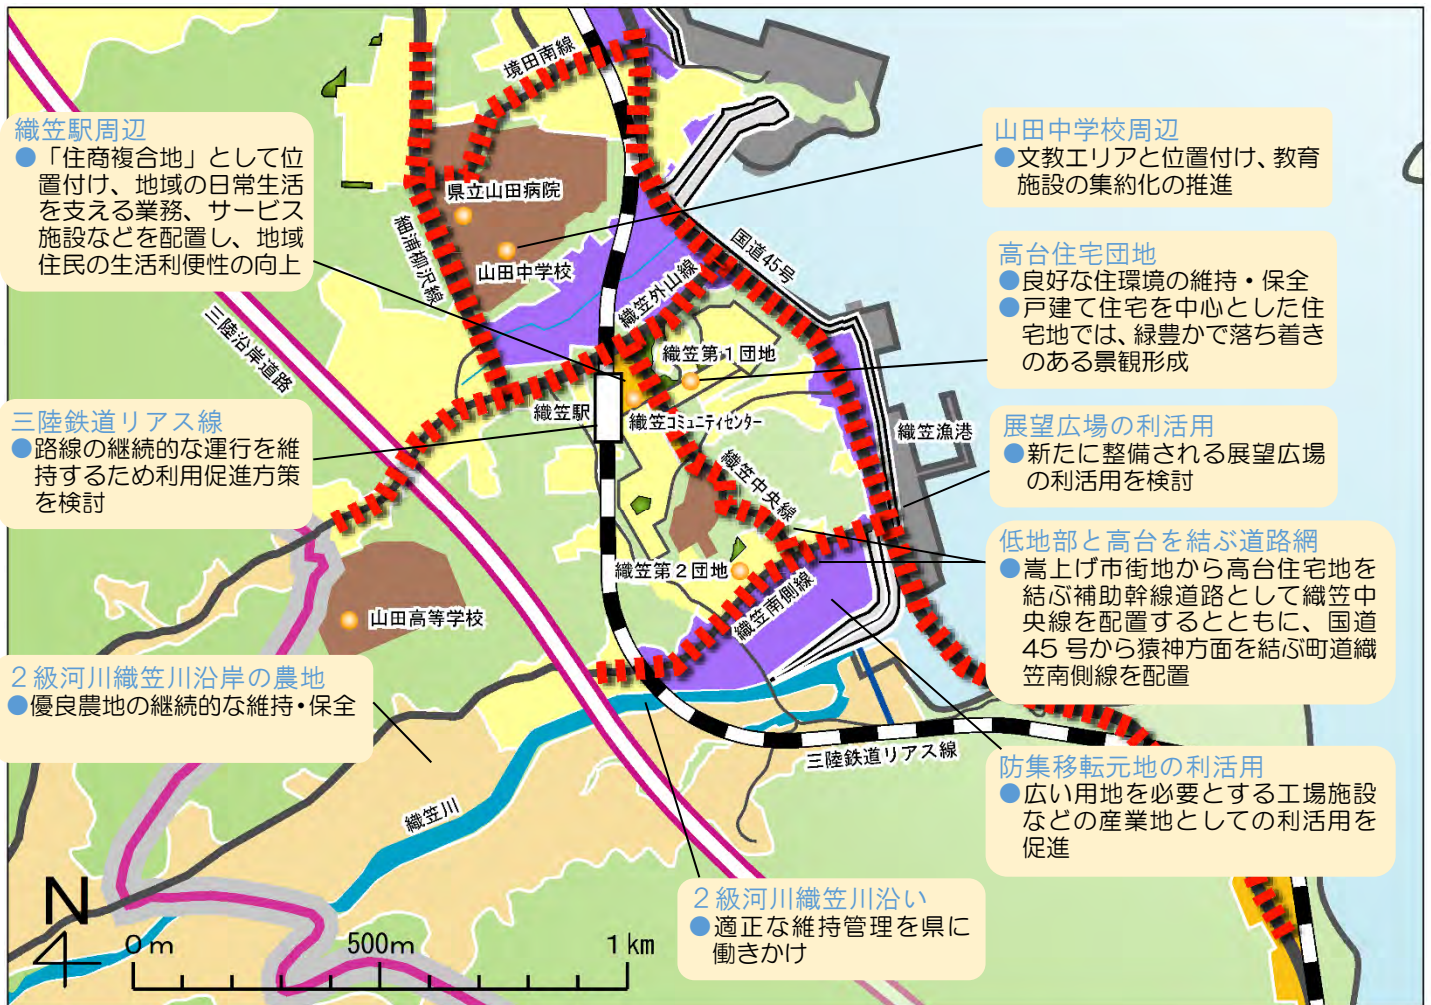 境田南線
織笠駅周辺
●「住商複合地」として位
置付け、地域の日常生活
を支える業務、サービス
施設などを配置し、地域
住民の生活利便性の向上
山田中学校周辺
●文教エリアと位置付け、教育
施設の集約化の推進
県立山田病院
山田中学校
細浦柳沢線
国道45号
織笠外山線
高台住宅団地
●良好な住環境の維持・保全
●戸建て住宅を中心とした住
宅地では、緑豊かで落ち着き
のある景観形成
三陸沿岸道路
織笠第１団地
織笠駅
織笠コミュニティセンター
三陸鉄道リアス線
●路線の継続的な運行を維
持するため利用促進方策
を検討
織笠漁港
展望広場の利活用
●新たに整備される展望広場
の利活用を検討
織笠中央線
織笠第２団地
織笠南側線
低地部と高台を結ぶ道路網
●嵩上げ市街地から高台住宅地を
結ぶ補助幹線道路として織笠中
央線を配置するとともに、国道
45 号から猿神方面を結ぶ町道織
笠南側線を配置
山田高等学校
２級河川織笠川沿岸の農地
●優良農地の継続的な維持・保全
三陸鉄道リアス線
織笠川
防集移転元地の利活用
●広い用地を必要とする工場施設
などの産業地としての利活用を
促進
２級河川織笠川沿い
●適正な維持管理を県に
働きかけ
N
0 m 500m 1 km